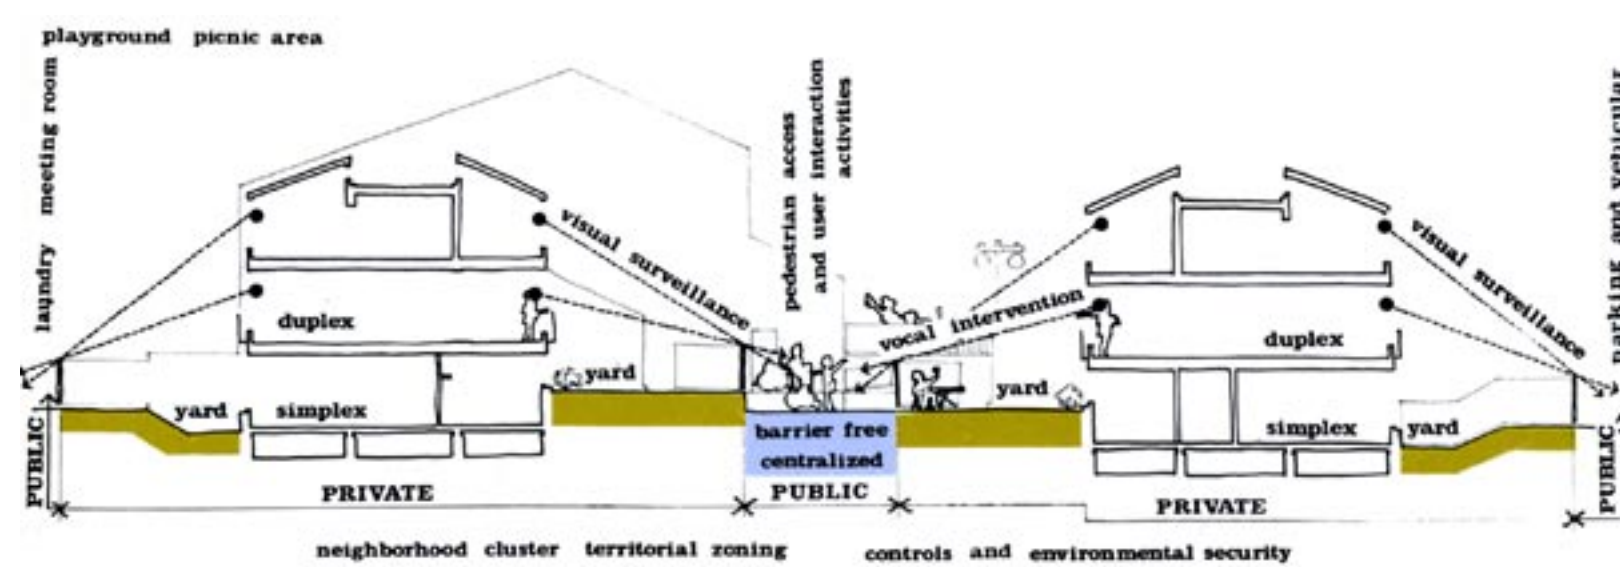 playground picnic area
laundry meeting room
pedestrian access
and user interaction
activities
visual surveillance
vocal intervention
visual surveillance
parking and vehicular
duplex
duplex
yard
yard
yard
simplex
simplex
yard
barrier free
centralized
PUBLIC
PRIVATE
PUBLIC
PRIVATE
PUBLIC
neighborhood cluster territorial zoning controls and environmental security